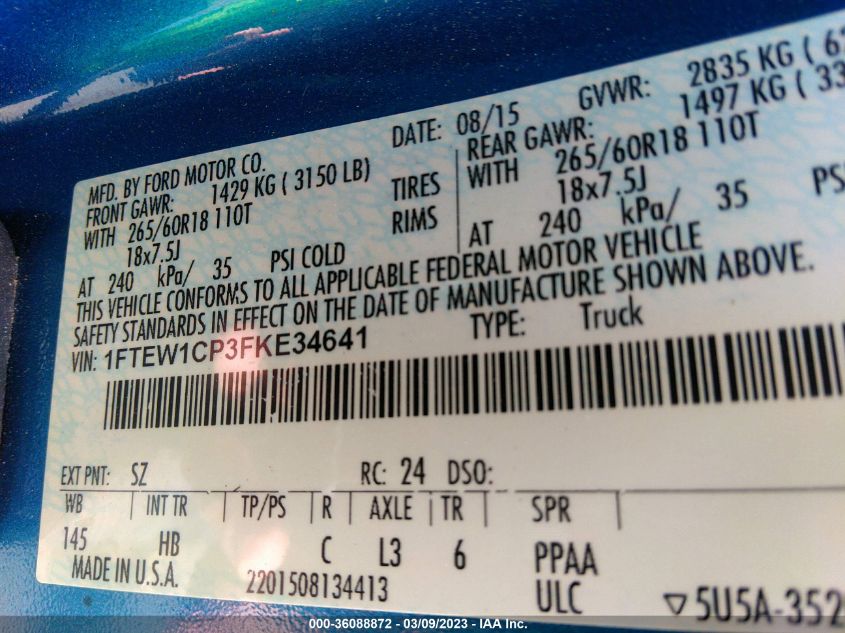 MFD. BY FORD MOTOR CO. DATE: 08/15 GVWR: 2835 KG (
FRONT GAWR: 1429 KG ( 3150 LB) REAR GAWR: 1497 KG (
WITH 265/60R18 110T TIRES WITH 265/60R18 110T
18x7.5J RIMS 18x7.5J
AT 240 kPa/ 35 PSI COLD AT 240 kPa/ 35 PS
THIS VEHICLE CONFORMS TO ALL APPLICABLE FEDERAL MOTOR VEHICLE
SAFETY STANDARDS IN EFFECT ON THE DATE OF MANUFACTURE SHOWN ABOVE.
VIN: 1FTEW1CP3FKE34641 TYPE: Truck
EXT PNT: SZ RC: 24 DSO:
WB INT TR TP/PS R AXLE TR SPR
145 HB C L3 6 PPAA
MADE IN U.S.A. 2201508134413 ULC ▽5U5A-352
000-36088872 — 03/09/2023 — IAA Inc.